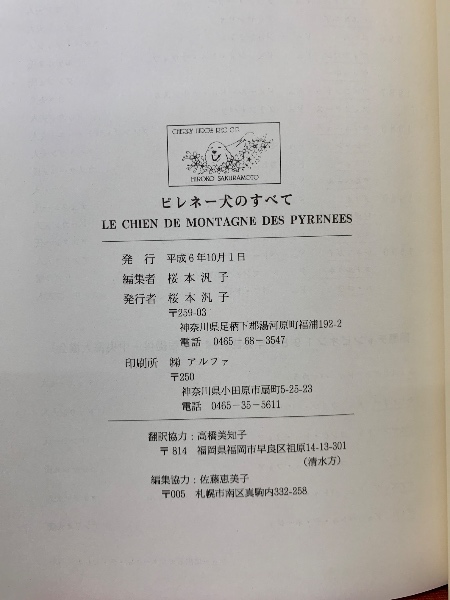 CHERRY BROS REG CO.
HIROKO SAKURAMOTO
ピレネー犬のすべて
LE CHIEN DE MONTAGNE DES PYRENEES
発 行 平成6年10月1日
編集者 桜本汎子
発行者 桜本汎子
〒259-03
神奈川県足柄下郡湯河原町福浦192-2
電話 0465-68-3547
印刷所 ㈱アルファ
〒250
神奈川県小田原市扇町5-25-23
電話 0465-35-5611
翻訳協力:高橋美知子
〒814 福岡県福岡市早良区祖原14-13-301
(清水方)
編集協力:佐藤恵美子
〒005 札幌市南区真駒内332-258